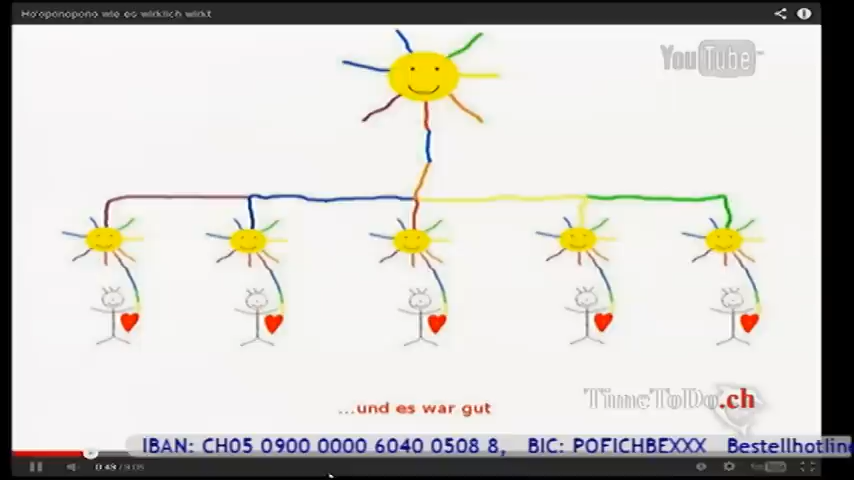 Ho'oponopono wie es wirklich wirkt
YouTube
...und es war gut
TimeToDo.ch
IBAN: CH05 0900 0000 6040 0508 8, BIC: POFICHBEXXX Bestellhotline